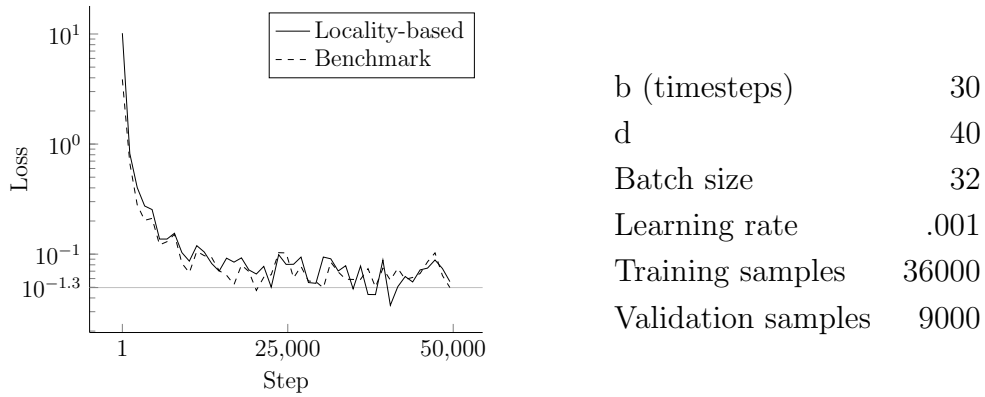 Locality-based
Benchmark
Loss
10^1
10^0
10^−1
10^−1.3
1
25,000
50,000
Step
b (timesteps) 30
d 40
Batch size 32
Learning rate .001
Training samples 36000
Validation samples 9000